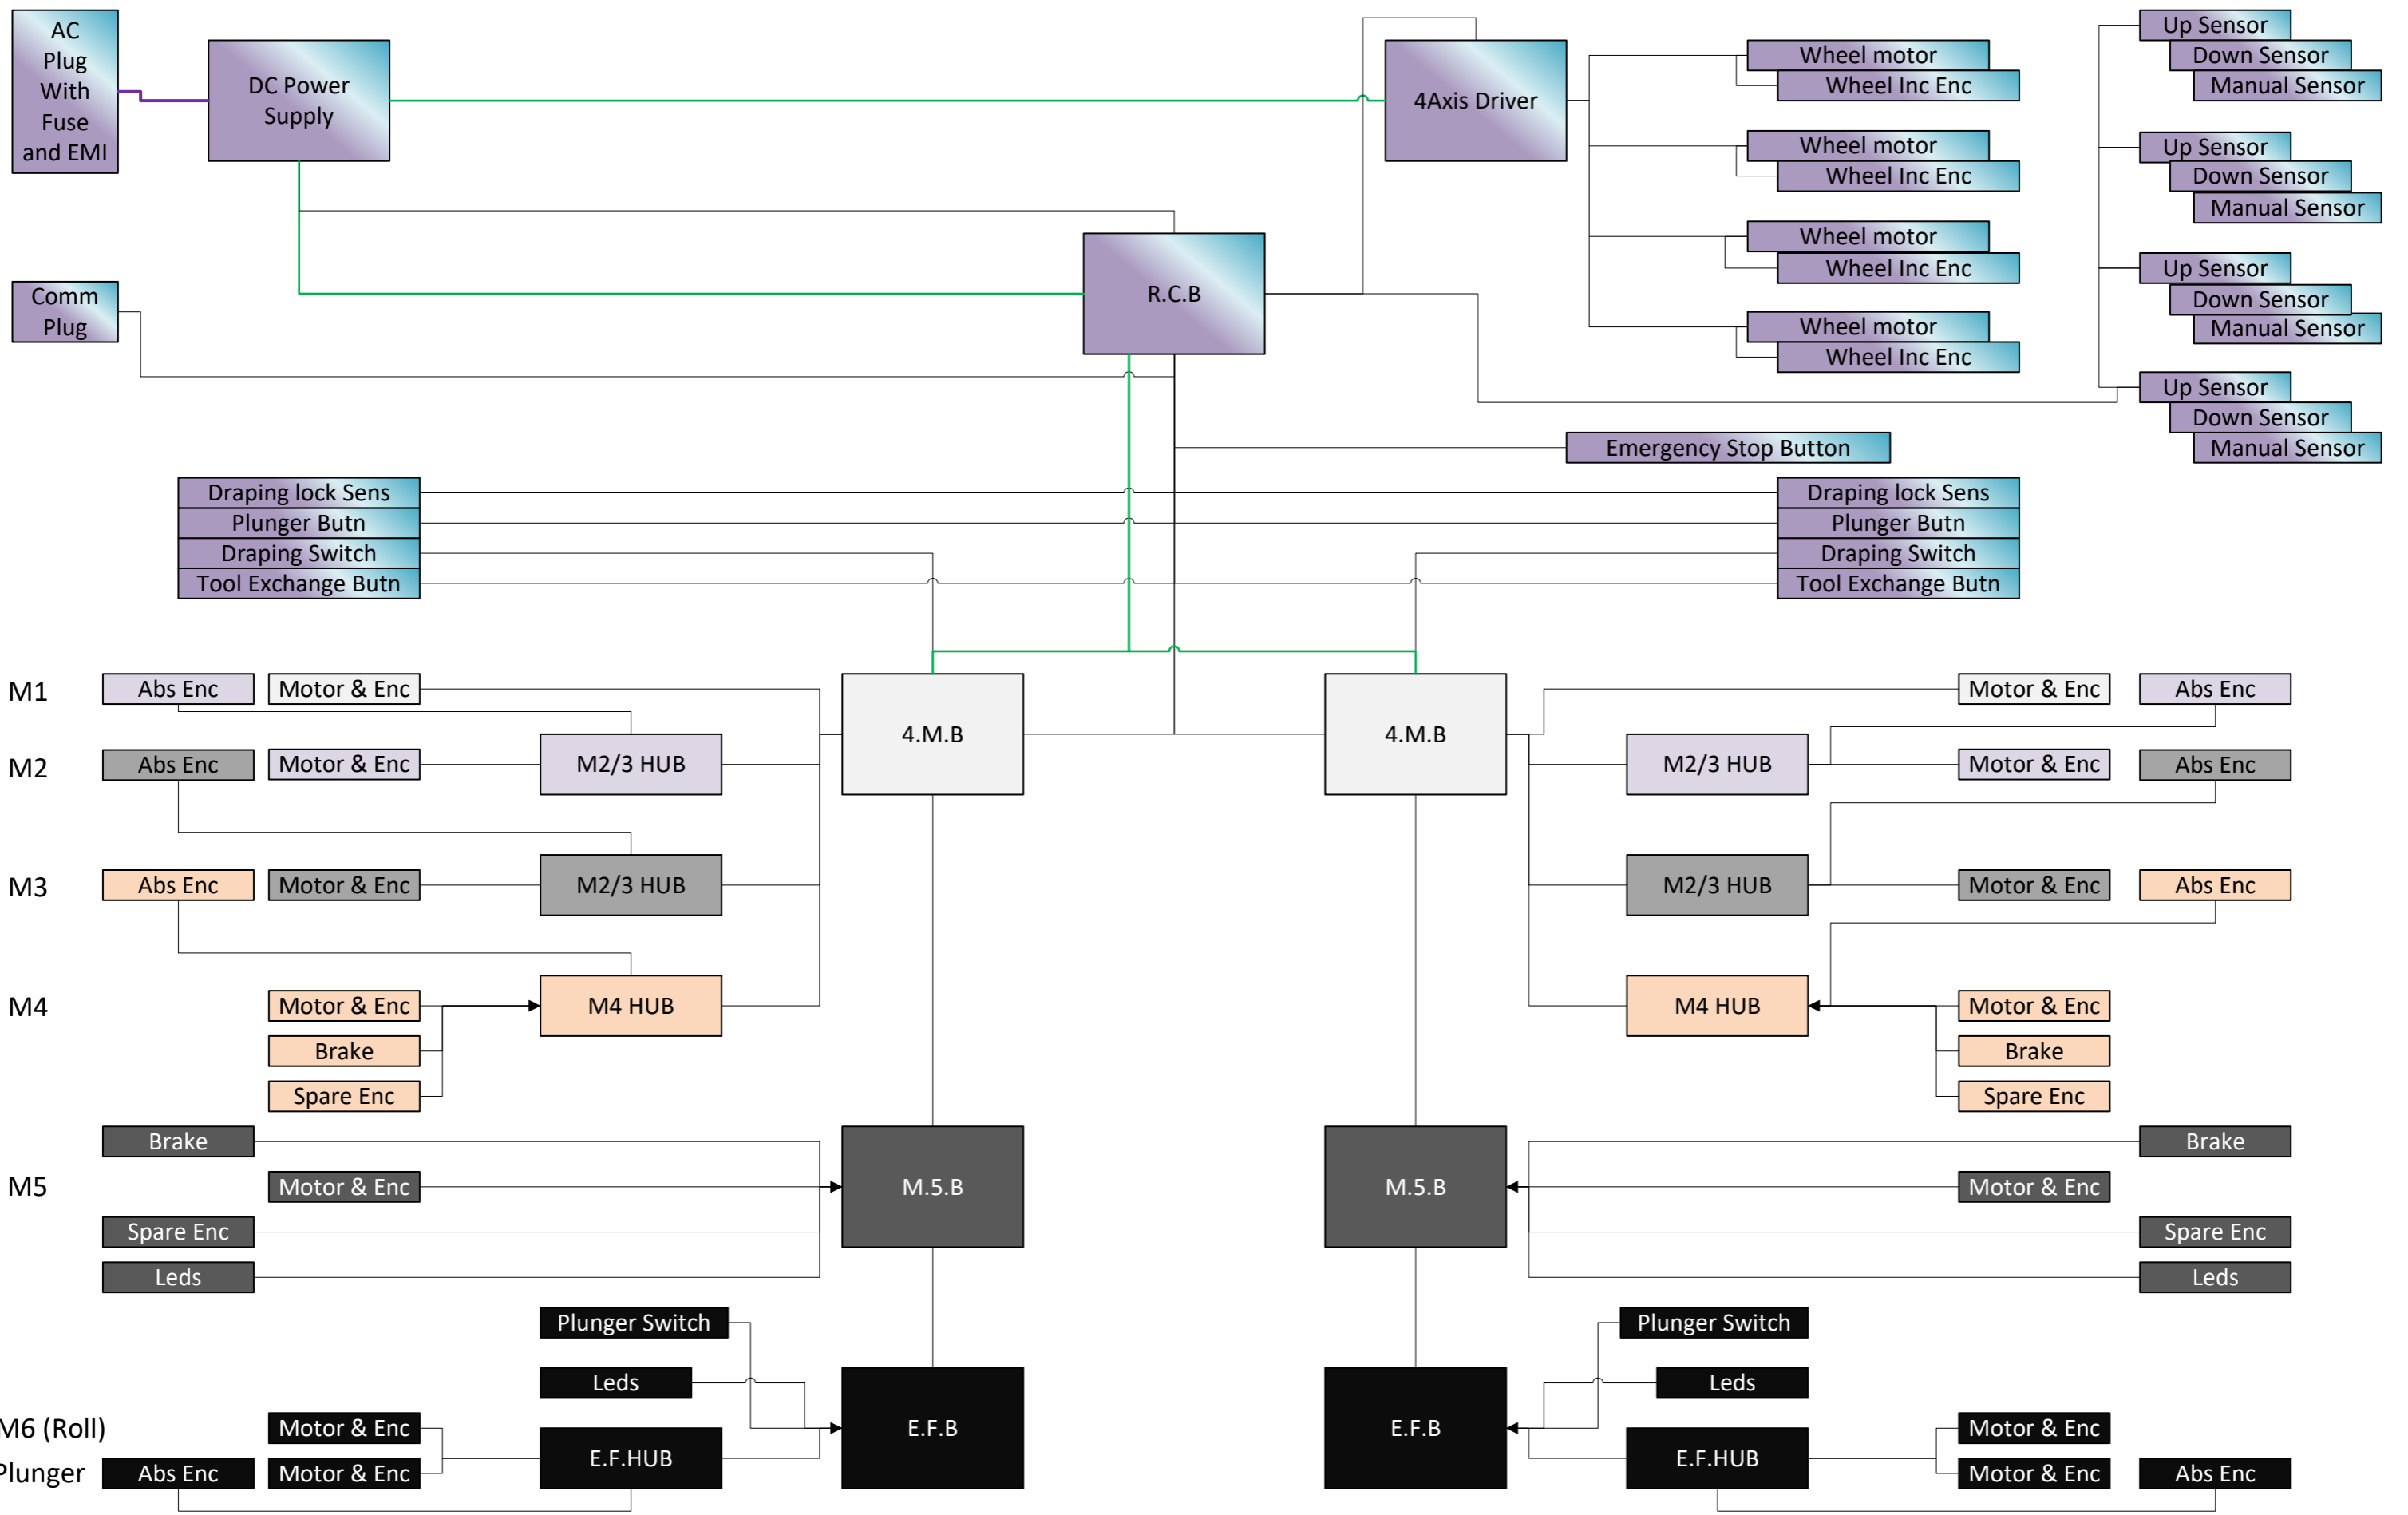 AC
Plug
With
Fuse
and EMI
DC Power
Supply
4Axis Driver
Wheel motor
Wheel Inc Enc
Wheel motor
Wheel Inc Enc
Wheel motor
Wheel Inc Enc
Wheel motor
Wheel Inc Enc
Up Sensor
Down Sensor
Manual Sensor
Up Sensor
Down Sensor
Manual Sensor
Up Sensor
Down Sensor
Manual Sensor
Up Sensor
Down Sensor
Manual Sensor
Comm
Plug
R.C.B
Emergency Stop Button
Draping lock Sens
Plunger Butn
Draping Switch
Tool Exchange Butn
Draping lock Sens
Plunger Butn
Draping Switch
Tool Exchange Butn
M1
Abs Enc
Motor & Enc
4.M.B
4.M.B
Motor & Enc
Abs Enc
M2
Abs Enc
Motor & Enc
M2/3 HUB
M2/3 HUB
Motor & Enc
Abs Enc
M3
Abs Enc
Motor & Enc
M2/3 HUB
M2/3 HUB
Motor & Enc
Abs Enc
M4
Motor & Enc
Brake
Spare Enc
M4 HUB
M4 HUB
Motor & Enc
Brake
Spare Enc
M5
Brake
Motor & Enc
Spare Enc
Leds
M.5.B
M.5.B
Brake
Motor & Enc
Spare Enc
Leds
Plunger Switch
Leds
E.F.B
E.F.B
Plunger Switch
Leds
M6 (Roll)
Motor & Enc
E.F.HUB
E.F.HUB
Motor & Enc
Plunger
Abs Enc
Motor & Enc
Motor & Enc
Abs Enc